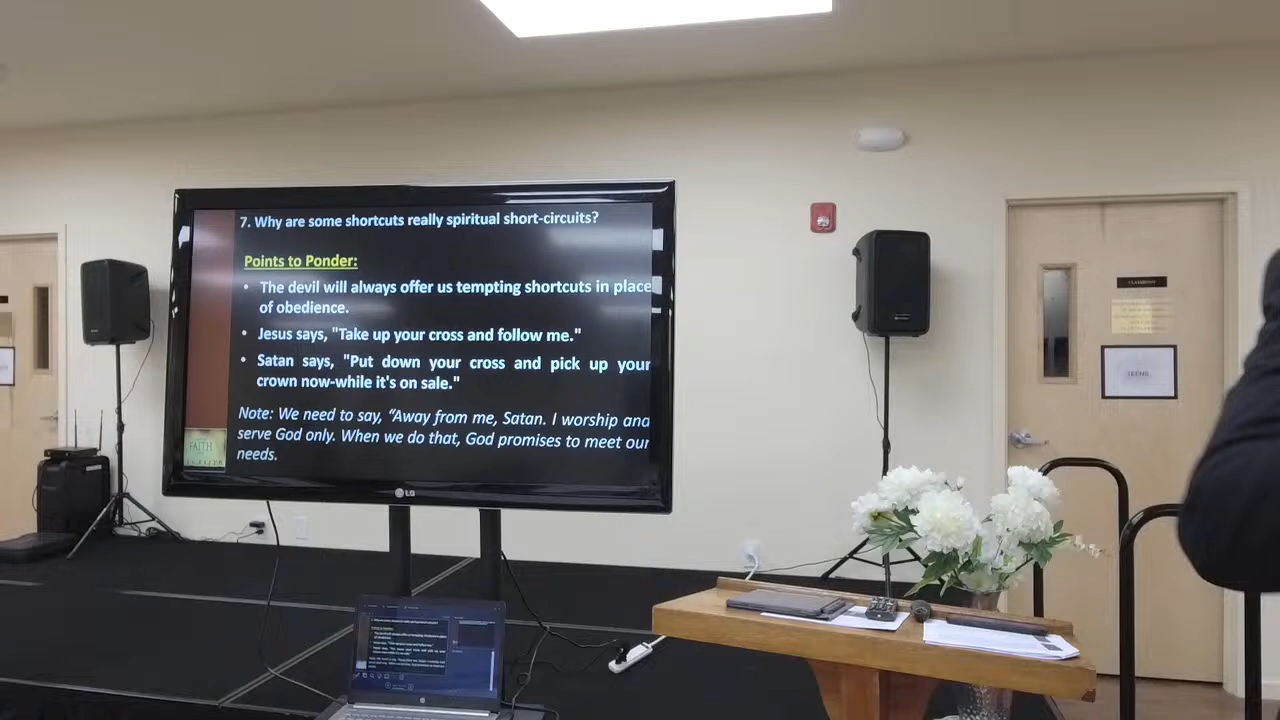 7. Why are some shortcuts really spiritual short-circuits?
Points to Ponder:
• The devil will always offer us tempting shortcuts in place
of obedience.
• Jesus says, "Take up your cross and follow me."
• Satan says, "Put down your cross and pick up your
crown now-while it's on sale."
Note: We need to say, “Away from me, Satan. I worship and
serve God only. When we do that, God promises to meet our
needs.
FAITH
LG
CLASSROOM